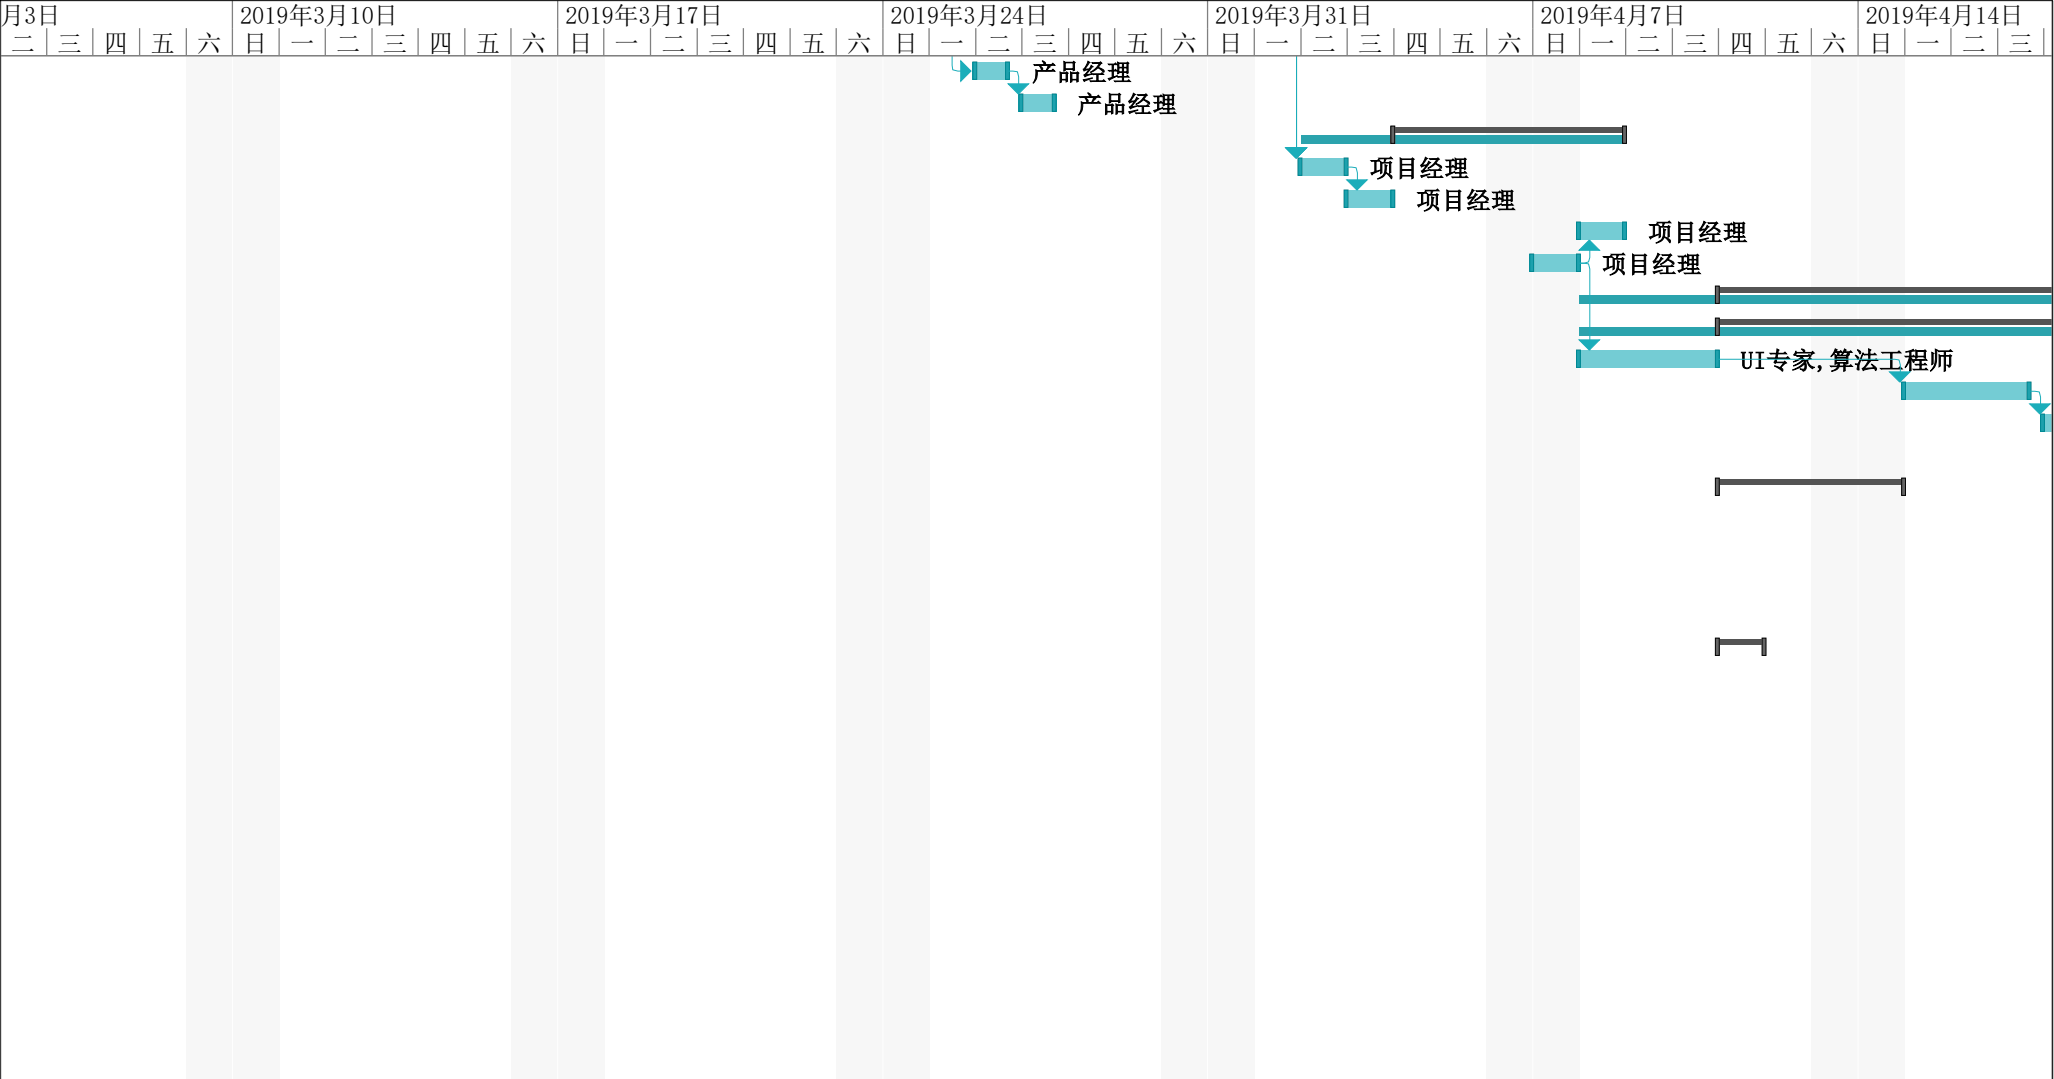 月3日 2019年3月10日 2019年3月17日 2019年3月24日 2019年3月31日 2019年4月7日 2019年4月14日
二 三 四 五 六 日 一 二 三 四 五 六 日 一 二 三 四 五 六 日 一 二 三 四 五 六 日 一 二 三 四 五 六 日 一 二 三 四 五 六 日 一 二 三
产品经理
产品经理
项目经理
项目经理
项目经理
项目经理
UI专家,算法工程师